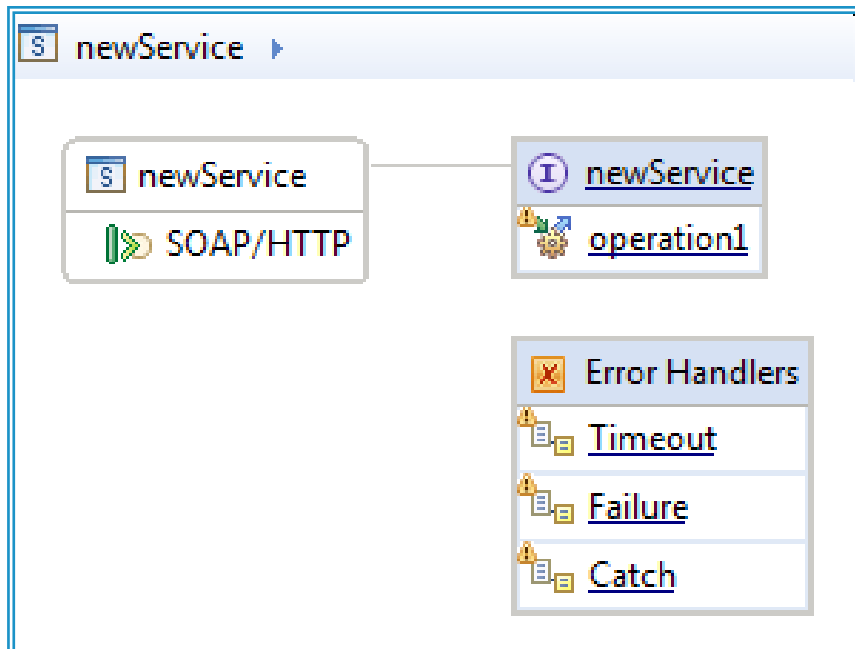 newService
newService
SOAP/HTTP
newService
operation1
Error Handlers
Timeout
Failure
Catch